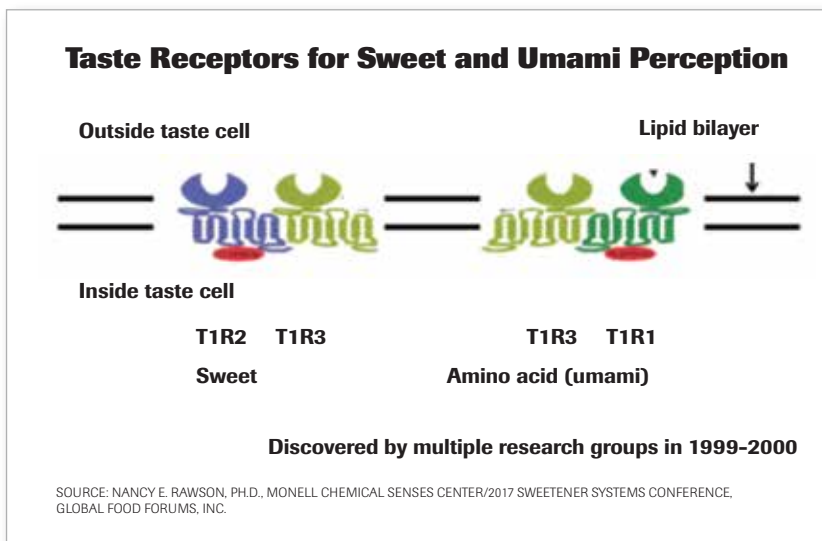 Taste Receptors for Sweet and Umami Perception
Outside taste cell
Lipid bilayer
Inside taste cell
T1R2 T1R3
T1R3 T1R1
Sweet
Amino acid (umami)
Discovered by multiple research groups in 1999-2000
SOURCE: NANCY E. RAWSON, PH.D., MONELL CHEMICAL SENSES CENTER/2017 SWEETENER SYSTEMS CONFERENCE,
GLOBAL FOOD FORUMS, INC.